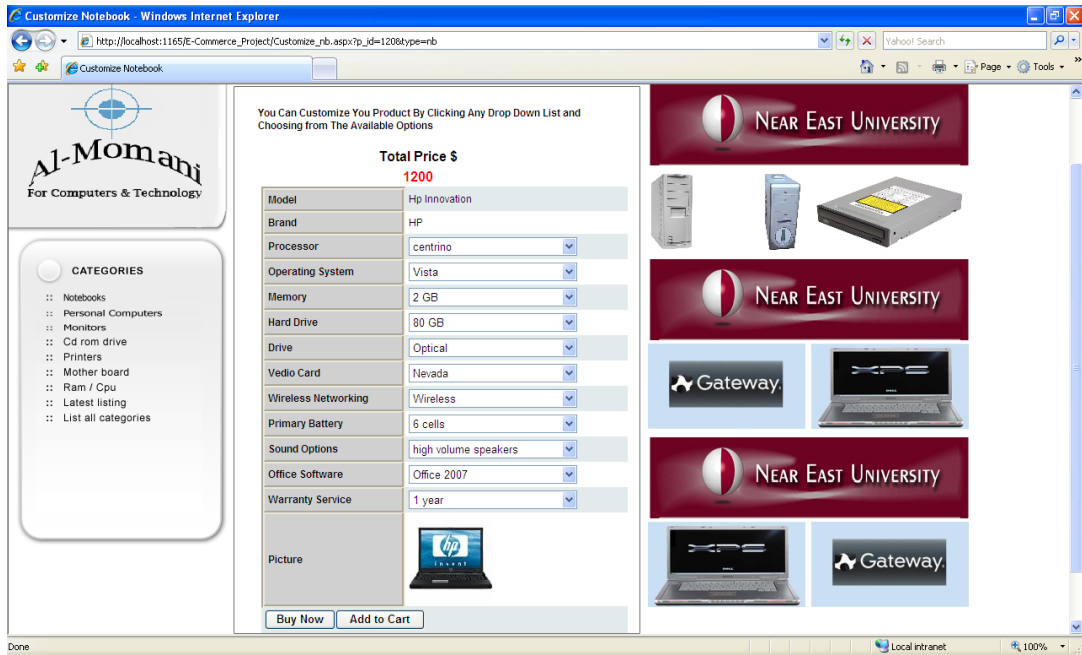 Customize Notebook - Windows Internet Explorer
http://localhost:1165/E-Commerce_Project/Customize_nb.aspx?p_id=120&type=nb
Yahoo! Search
Customize Notebook
Page
Tools
Al-Momani
For Computers & Technology
CATEGORIES
:: Notebooks
:: Personal Computers
:: Monitors
:: Cd rom drive
:: Printers
:: Mother board
:: Ram / Cpu
:: Latest listing
:: List all categories
You Can Customize You Product By Clicking Any Drop Down List and
Choosing from The Available Options
Total Price $
1200
Model Hp Innovation
Brand HP
Processor centrino
Operating System Vista
Memory 2 GB
Hard Drive 80 GB
Drive Optical
Vedio Card Nevada
Wireless Networking Wireless
Primary Battery 6 cells
Sound Options high volume speakers
Office Software Office 2007
Warranty Service 1 year
Picture
hp
invent
Buy Now Add to Cart
NEAR EAST UNIVERSITY
NEAR EAST UNIVERSITY
Gateway.
XPS
NEAR EAST UNIVERSITY
XPS
Gateway.
Done
Local intranet
100%